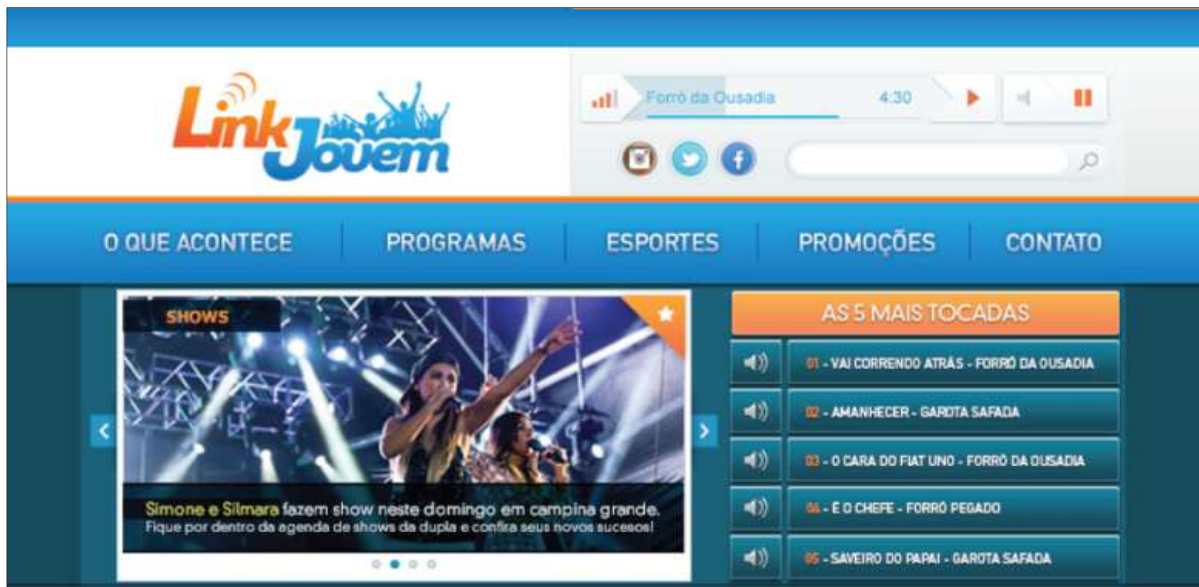 Link
Jovem
Forró da Ousadia 4:30
O QUE ACONTECE PROGRAMAS ESPORTES PROMOÇÕES CONTATO
SHOWS
Simone e Silmara fazem show neste domingo em campina grande.
Fique por dentro da agenda de shows da dupla e confira seus novos sucesos!
AS 5 MAIS TOCADAS
01 - VAI CORRENDO ATRÁS - FORRÓ DA OUSADIA
02 - AMANHECER - GAROTA SAFADA
03 - O CARA DO FIAT UNO - FORRÓ DA OUSADIA
04 - É O CHEFE - FORRÓ PEGADO
05 - SAVEIRO DO PAPAI - GAROTA SAFADA